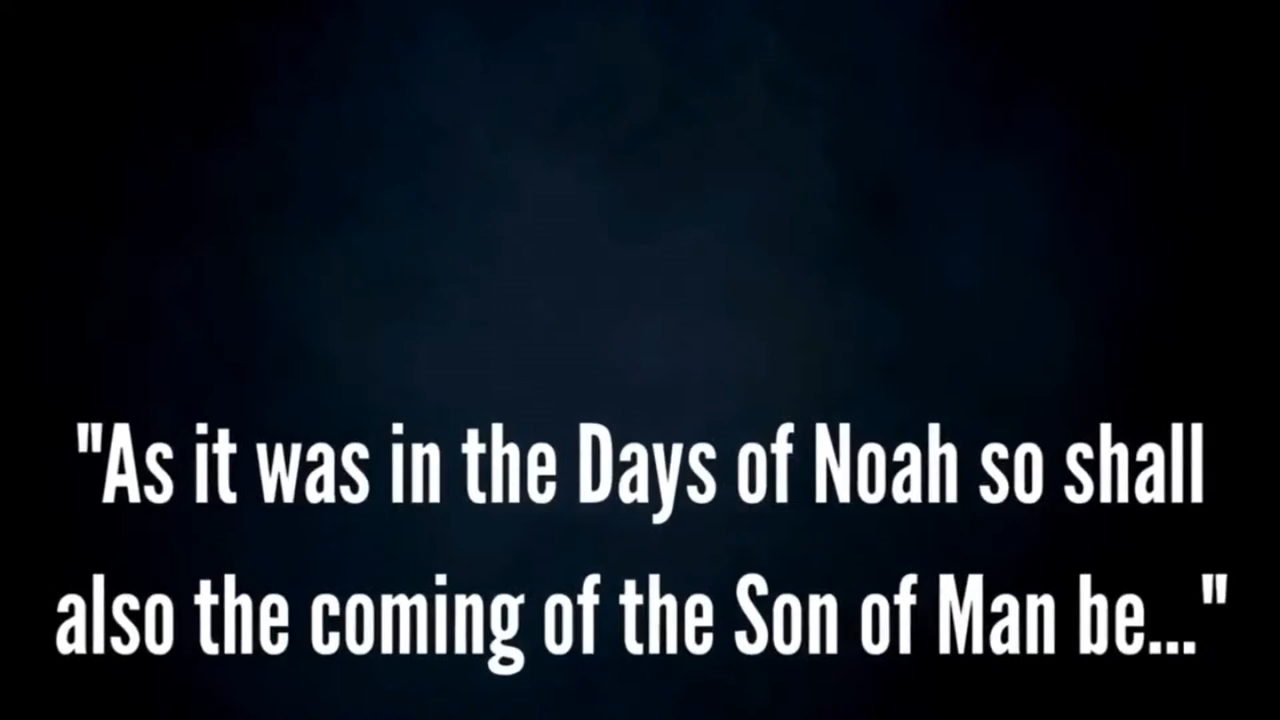 "As it was in the Days of Noah so shall
also the coming of the Son of Man be..."